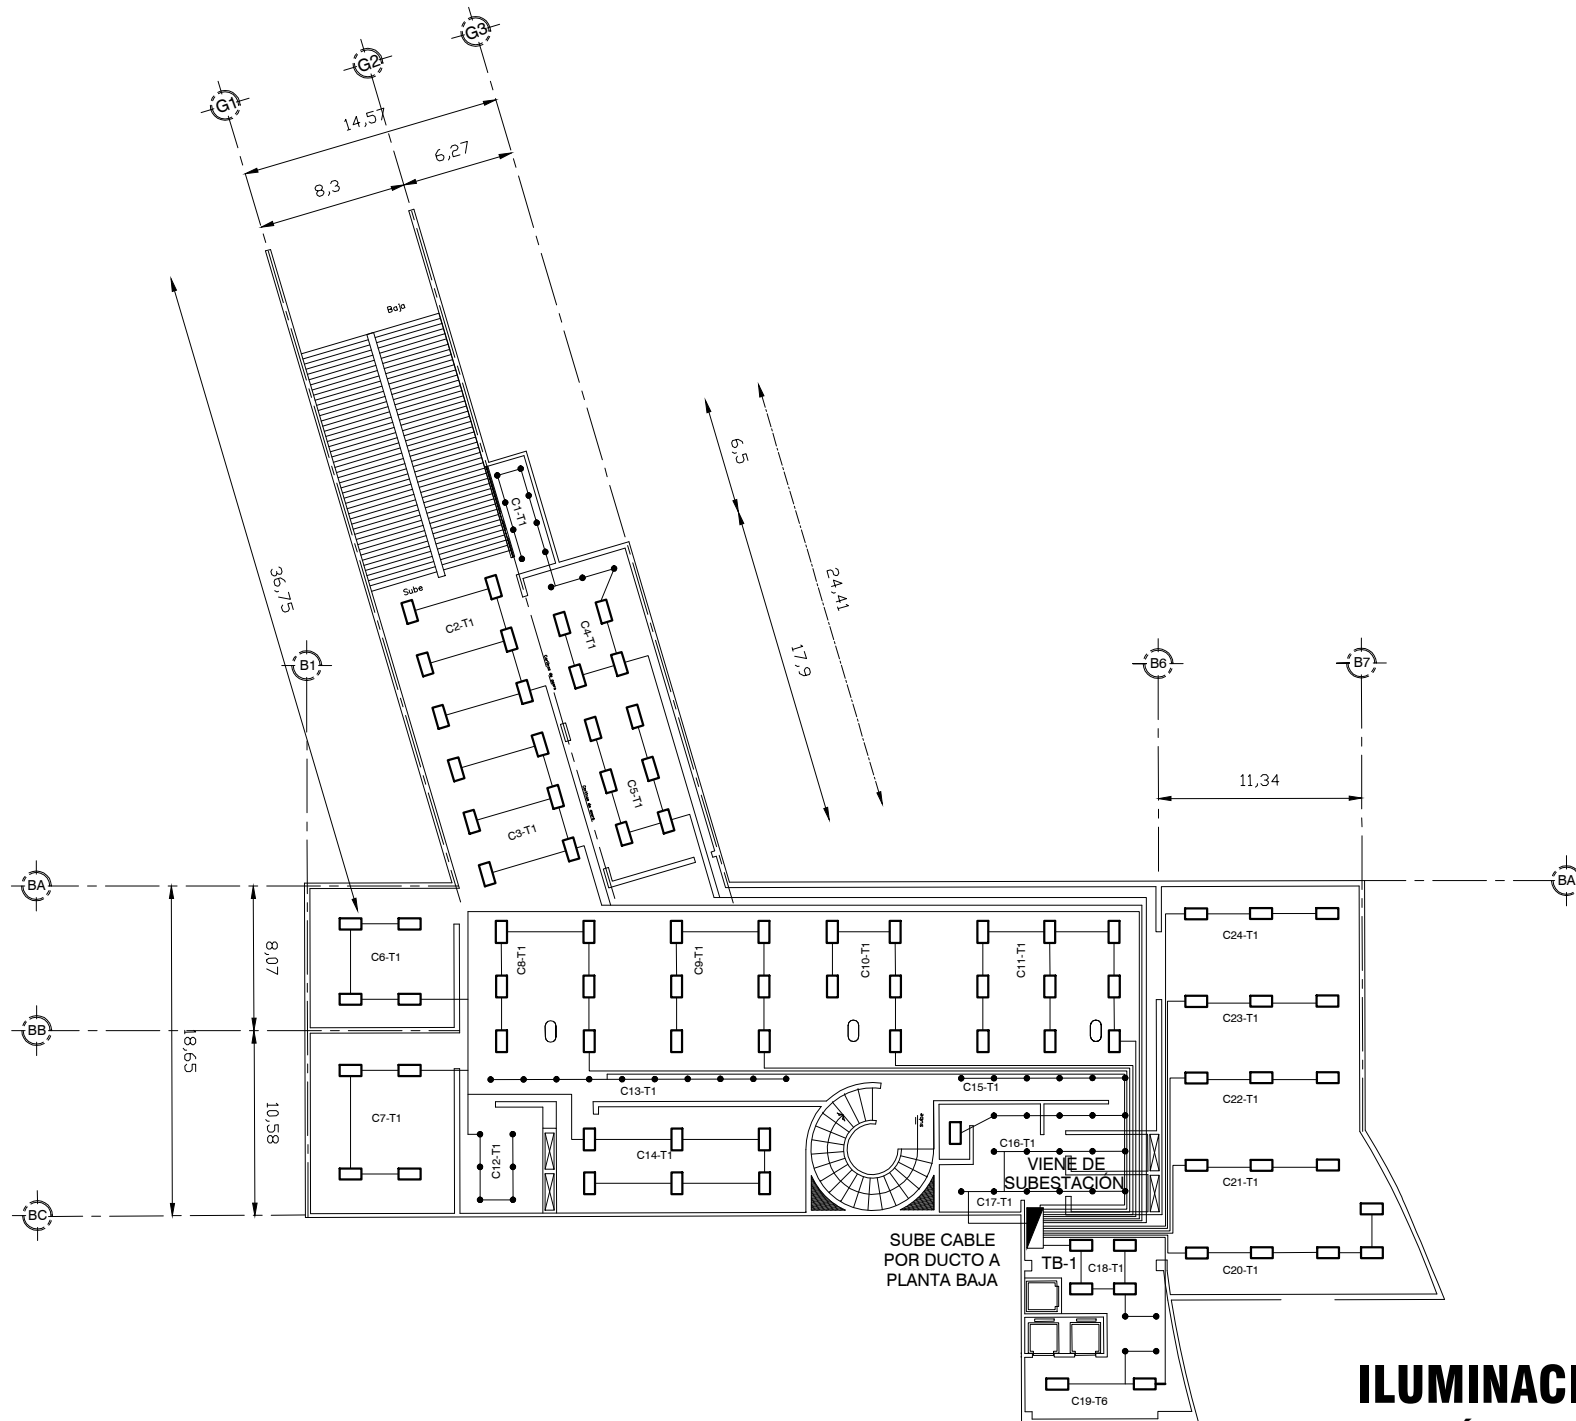 G1
G2
G3
14,57
6,27
8,3
Baja
6,5
C1-T1
24,41
36,75
Sube
C2-T1
C4-T1
17,9
B1
B6
B7
11,34
C5-T1
C3-T1
BA
BA
C6-T1
C8-T1
C9-T1
C10-T1
C11-T1
C24-T1
8,07
C23-T1
BB
18,65
C13-T1
C15-T1
C22-T1
10,58
C7-T1
Sube
C12-T1
C14-T1
C16-T1
VIENE DE
SUBESTACIÓN
C21-T1
C17-T1
BC
SUBE CABLE
POR DUCTO A
PLANTA BAJA
TB-1
C18-T1
C20-T1
C19-T6
ILUMINACI